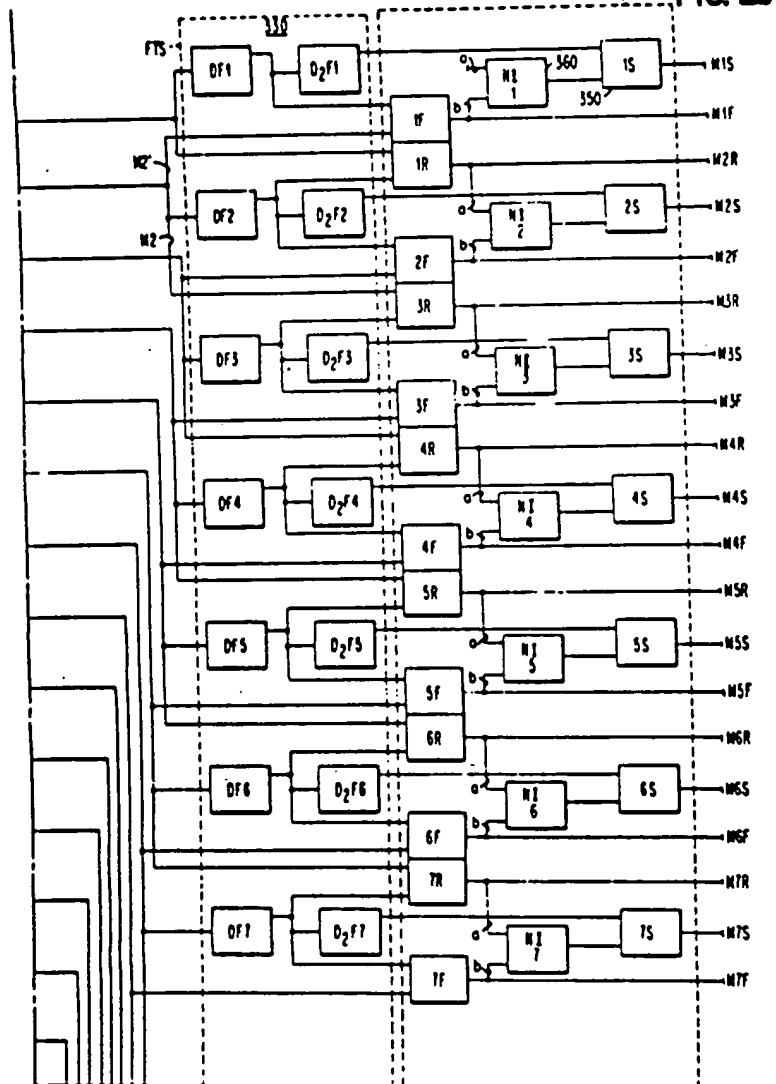 FIG.
330
FTS
DF1
D₂F1
a
NI
1
360
1S
350
M1S
b
1F
M1F
1R
M2R
M2'
DF2
D₂F2
a
NI
2
2S
M2S
M2
b
2F
M2F
3R
M3R
DF3
D₂F3
a
NI
3
3S
M3S
b
3F
M3F
4R
M4R
DF4
D₂F4
a
NI
4
4S
M4S
b
4F
M4F
5R
M5R
DF5
D₂F5
a
NI
5
5S
M5S
b
5F
M5F
6R
M6R
DF6
D₂F6
a
NI
6
6S
M6S
b
6F
M6F
7R
M7R
DF7
D₂F7
a
NI
7
7S
M7S
b
7F
M7F